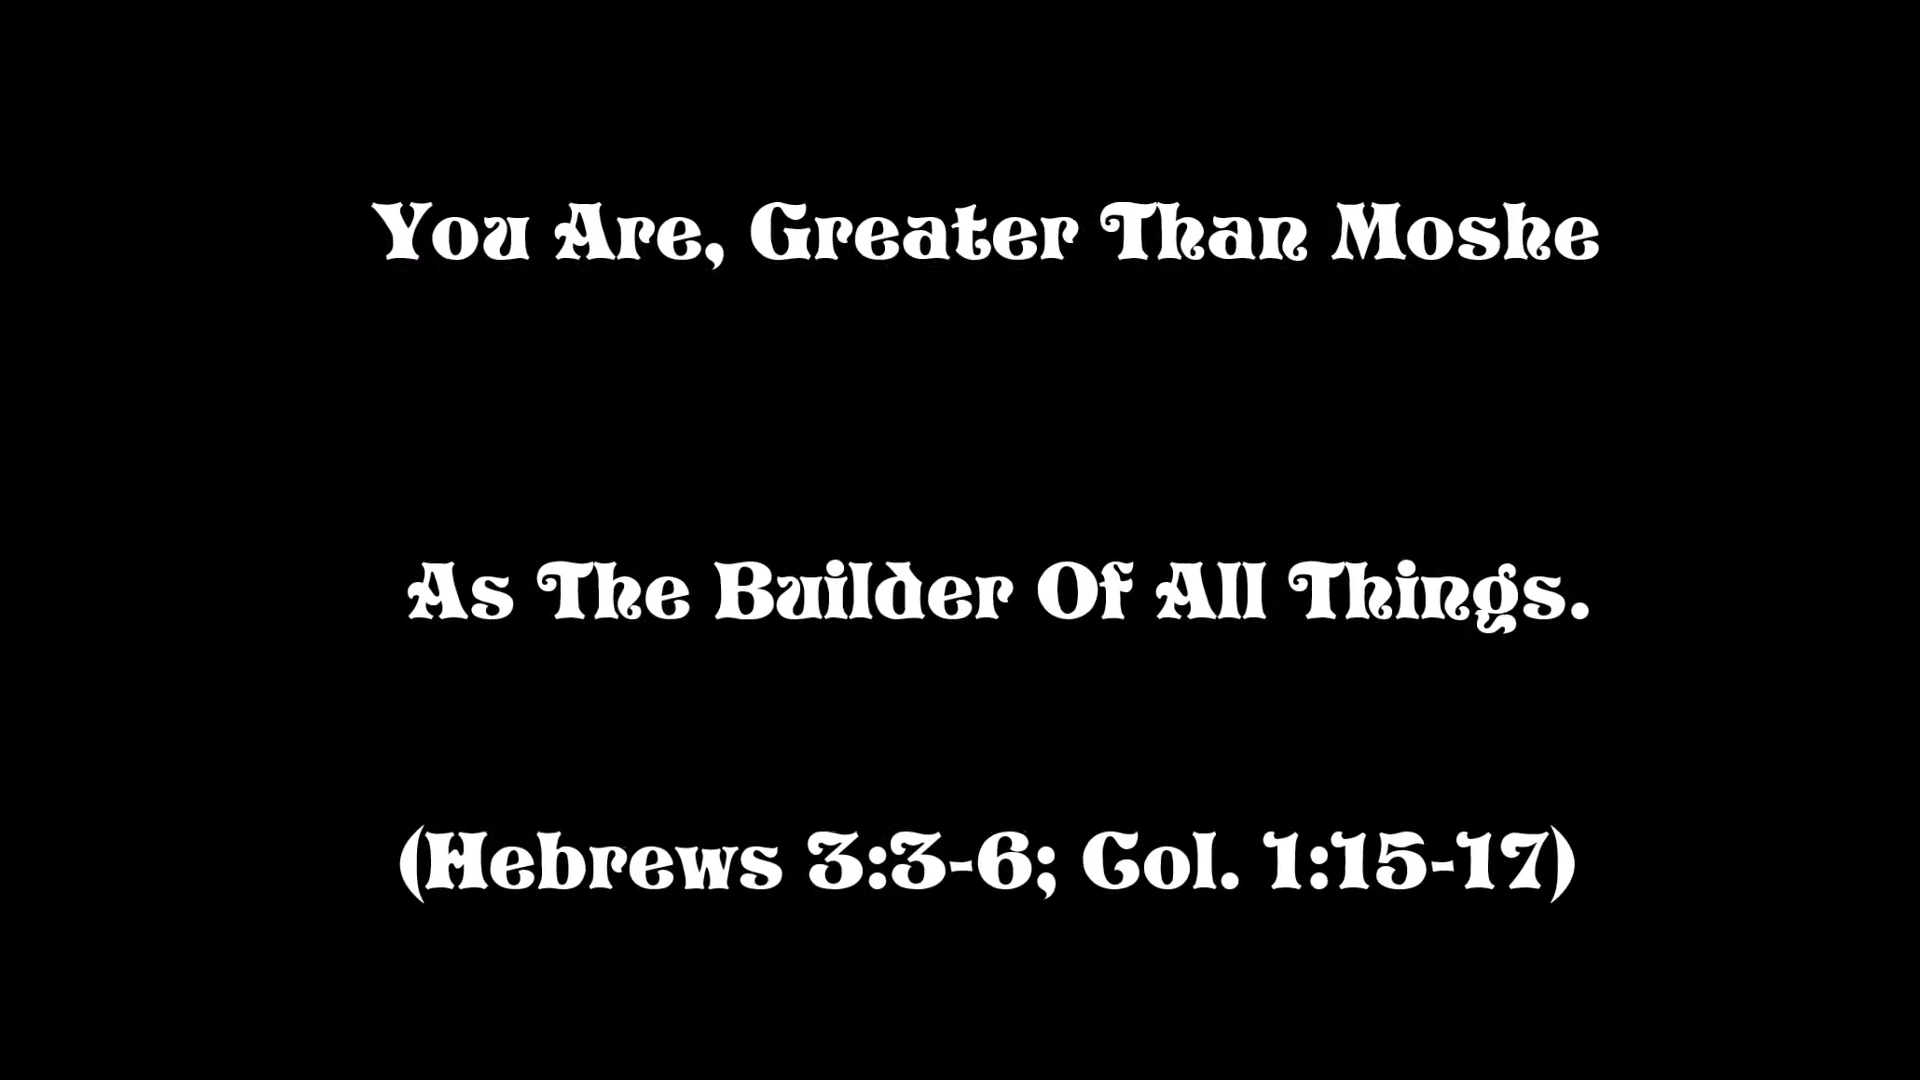 You Are, Greater Than Moshe
As The Builder Of All Things.
(Hebrews 3:3-6; Col. 1:15-17)